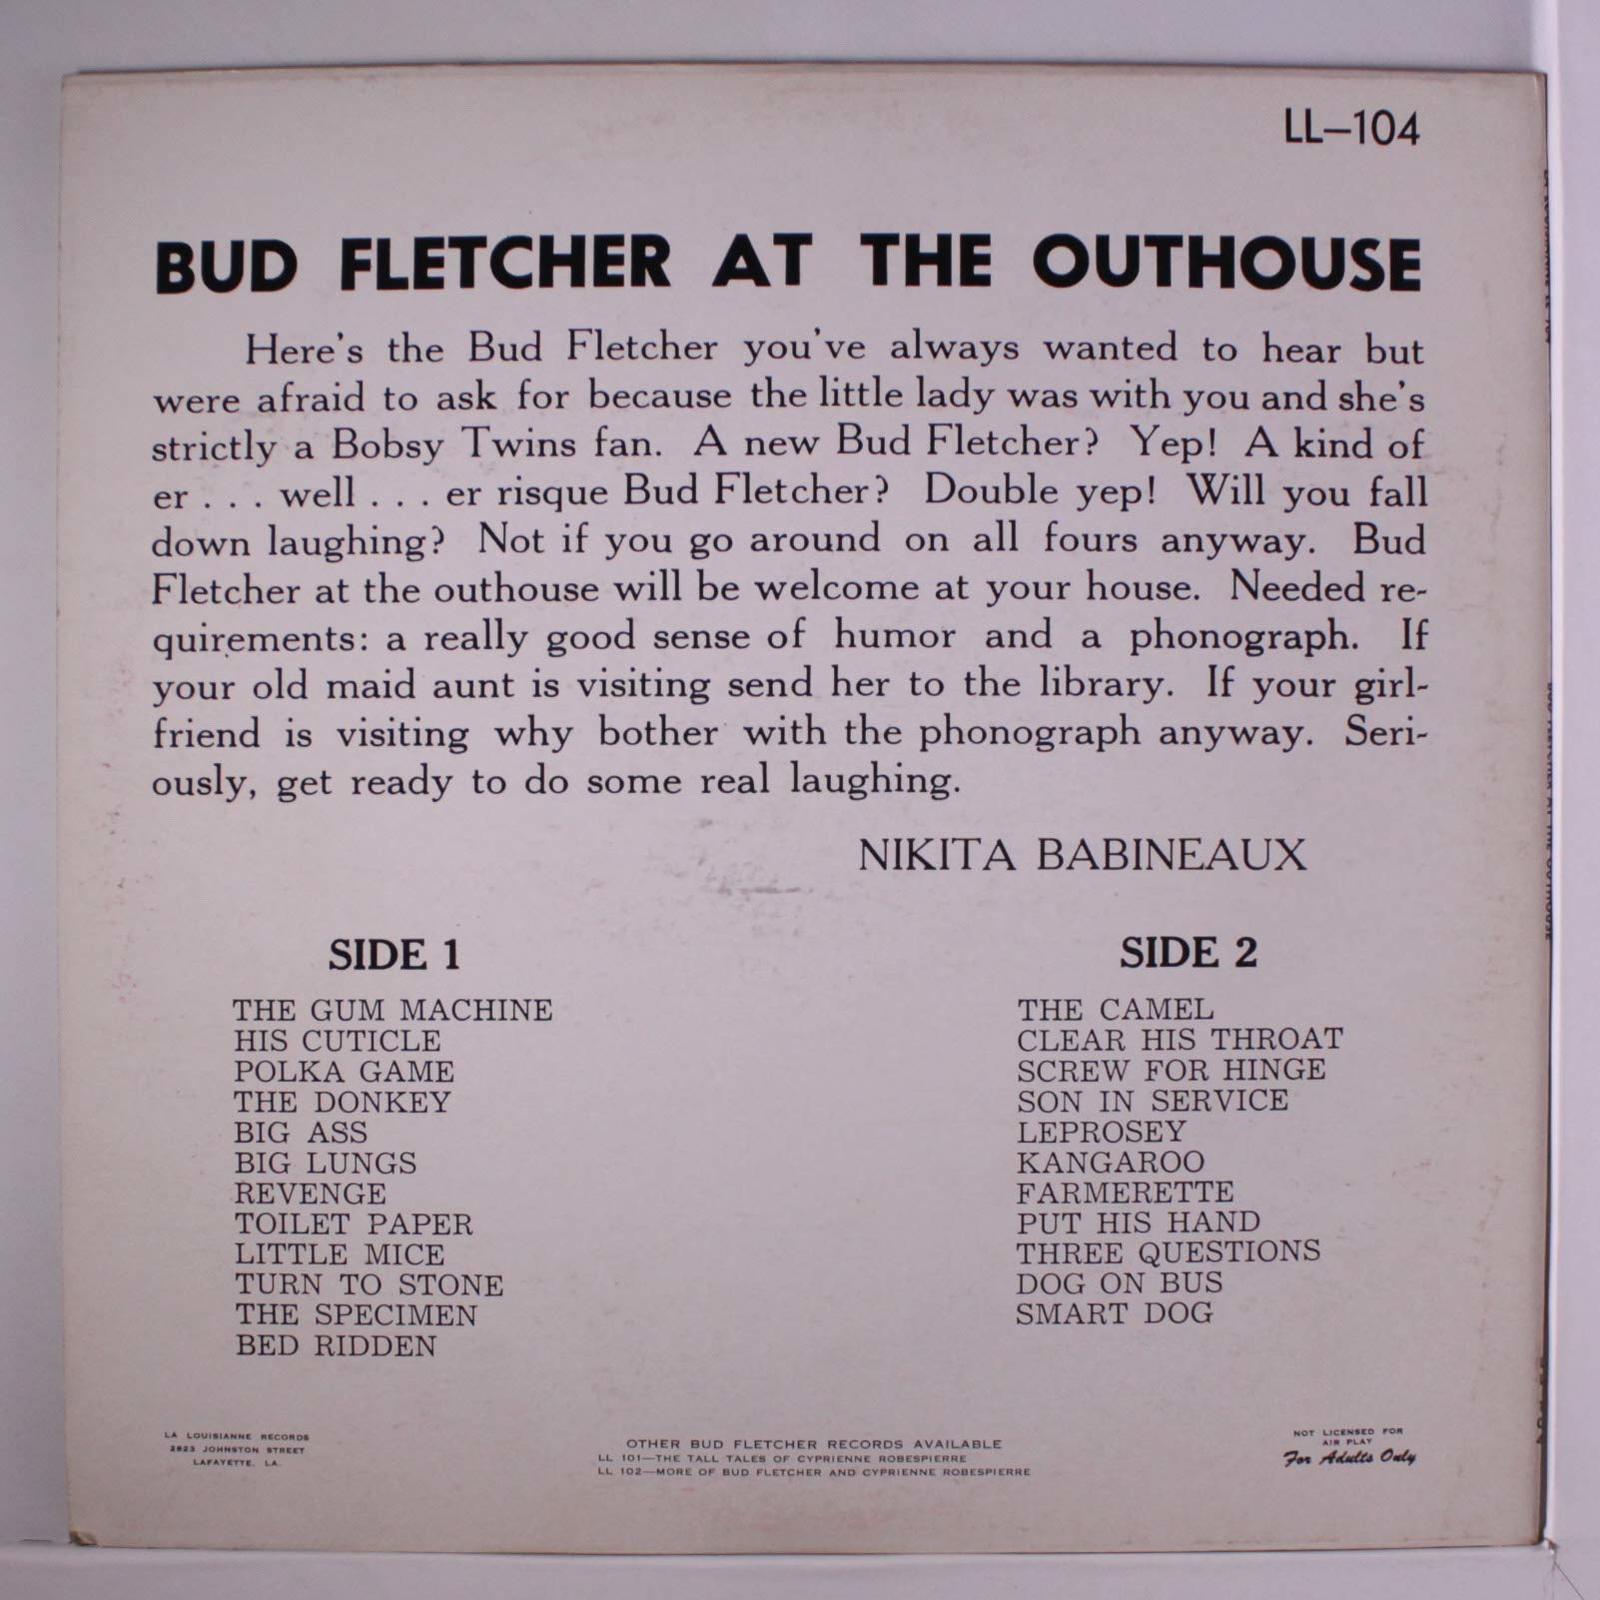 LL–104
BUD FLETCHER AT THE OUTHOUSE
Here's the Bud Fletcher you've always wanted to hear but
were afraid to ask for because the little lady was with you and she's
strictly a Bobsy Twins fan. A new Bud Fletcher? Yep! A kind of
er . . . well . . . er risque Bud Fletcher? Double yep! Will you fall
down laughing? Not if you go around on all fours anyway. Bud
Fletcher at the outhouse will be welcome at your house. Needed re-
quirements: a really good sense of humor and a phonograph. If
your old maid aunt is visiting send her to the library. If your girl-
friend is visiting why bother with the phonograph anyway. Seri-
ously, get ready to do some real laughing.
NIKITA BABINEAUX
SIDE 1
THE GUM MACHINE
HIS CUTICLE
POLKA GAME
THE DONKEY
BIG ASS
BIG LUNGS
REVENGE
TOILET PAPER
LITTLE MICE
TURN TO STONE
THE SPECIMEN
BED RIDDEN
SIDE 2
THE CAMEL
CLEAR HIS THROAT
SCREW FOR HINGE
SON IN SERVICE
LEPROSEY
KANGAROO
FARMERETTE
PUT HIS HAND
THREE QUESTIONS
DOG ON BUS
SMART DOG
LA LOUISIANNE RECORDS
2823 JOHNSTON STREET
LAFAYETTE, LA.
OTHER BUD FLETCHER RECORDS AVAILABLE
LL 101—THE TALL TALES OF CYPRIENNE ROBESPIERRE
LL 102—MORE OF BUD FLETCHER AND CYPRIENNE ROBESPIERRE
NOT LICENSED FOR
AIR PLAY
For Adults Only